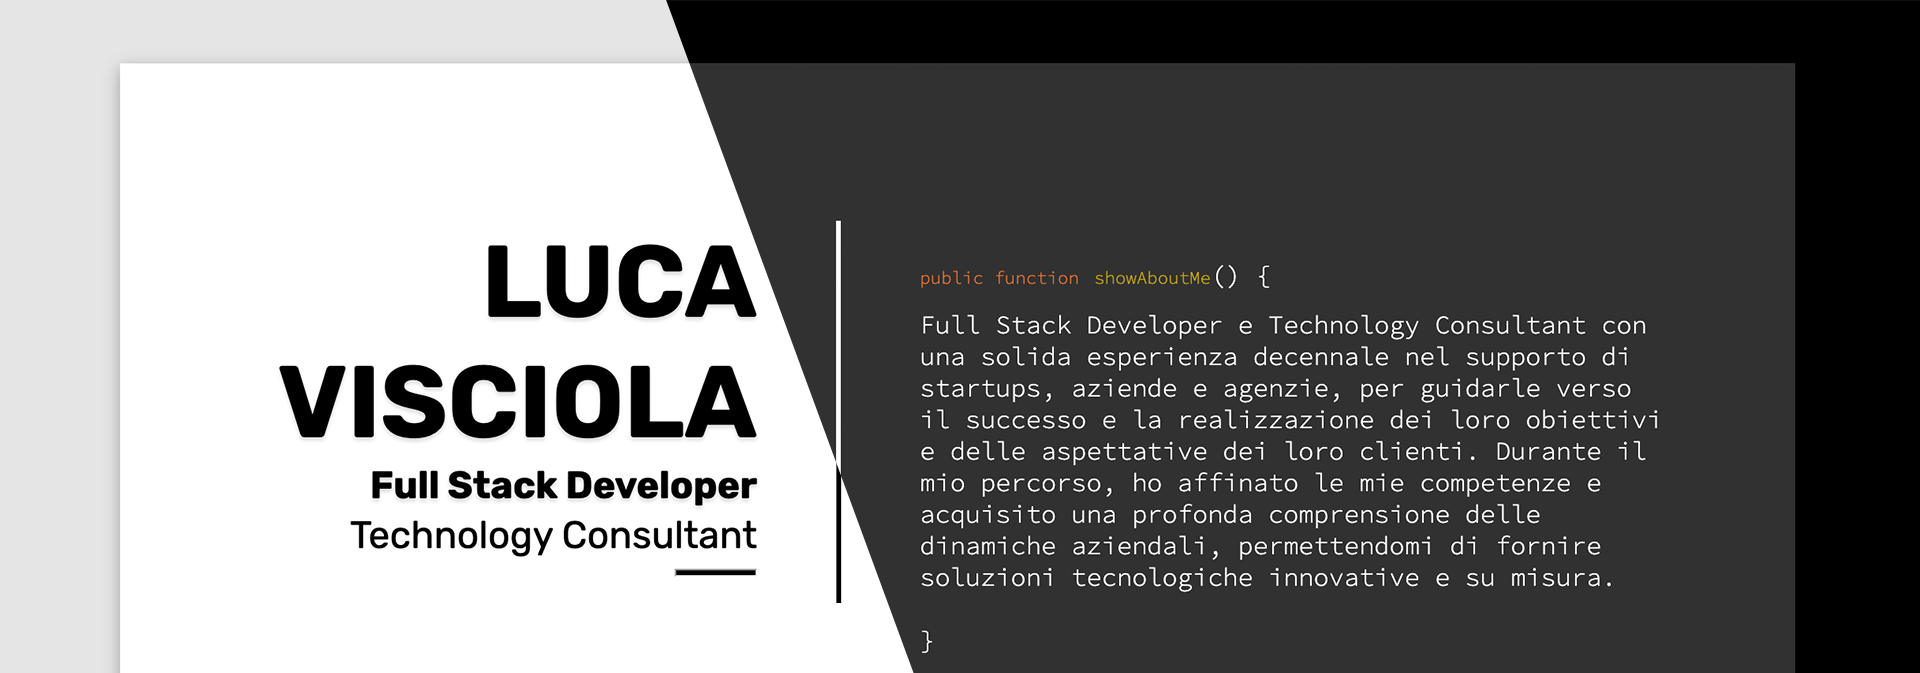 LUCA
VISCIOLA
Full Stack Developer
Technology Consultant
public function showAboutMe() {
Full Stack Developer e Technology Consultant con
una solida esperienza decennale nel supporto di
startups, aziende e agenzie, per guidarle verso
il successo e la realizzazione dei loro obiettivi
e delle aspettative dei loro clienti. Durante il
mio percorso, ho affinato le mie competenze e
acquisito una profonda comprensione delle
dinamiche aziendali, permettendomi di fornire
soluzioni tecnologiche innovative e su misura.
}